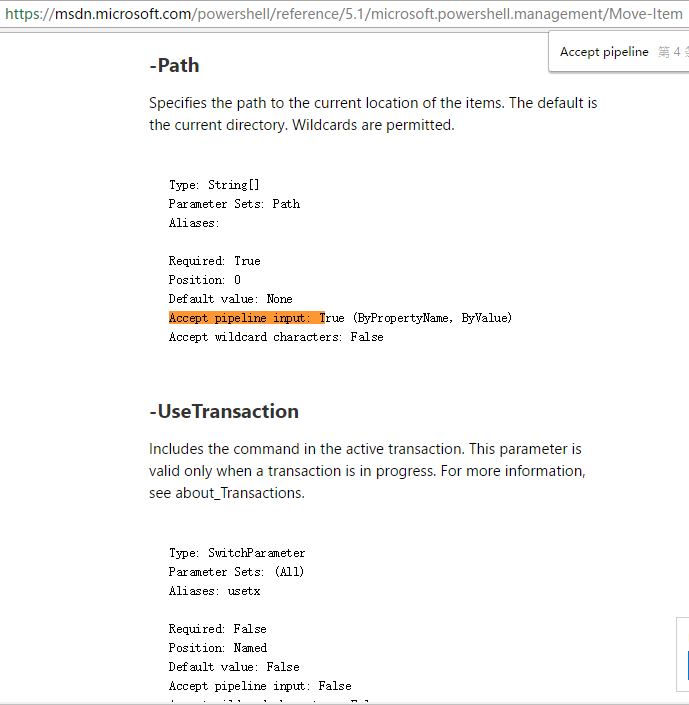 https://msdn.microsoft.com/powershell/reference/5.1/microsoft.powershell.management/Move-Item
Accept pipeline 第 4
-Path
Specifies the path to the current location of the items. The default is
the current directory. Wildcards are permitted.
Type: String[]
Parameter Sets: Path
Aliases:
Required: True
Position: 0
Default value: None
Accept pipeline input: True (ByPropertyName, ByValue)
Accept wildcard characters: False
-UseTransaction
Includes the command in the active transaction. This parameter is
valid only when a transaction is in progress. For more information,
see about_Transactions.
Type: SwitchParameter
Parameter Sets: (All)
Aliases: usetx
Required: False
Position: Named
Default value: False
Accept pipeline input: False